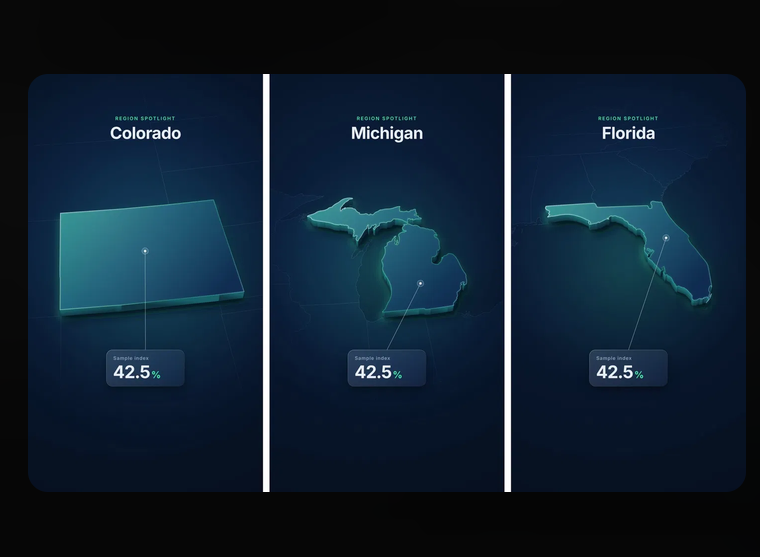 REGION SPOTLIGHT
Colorado
Sample index
42.5%
REGION SPOTLIGHT
Michigan
Sample index
42.5%
REGION SPOTLIGHT
Florida
Sample index
42.5%